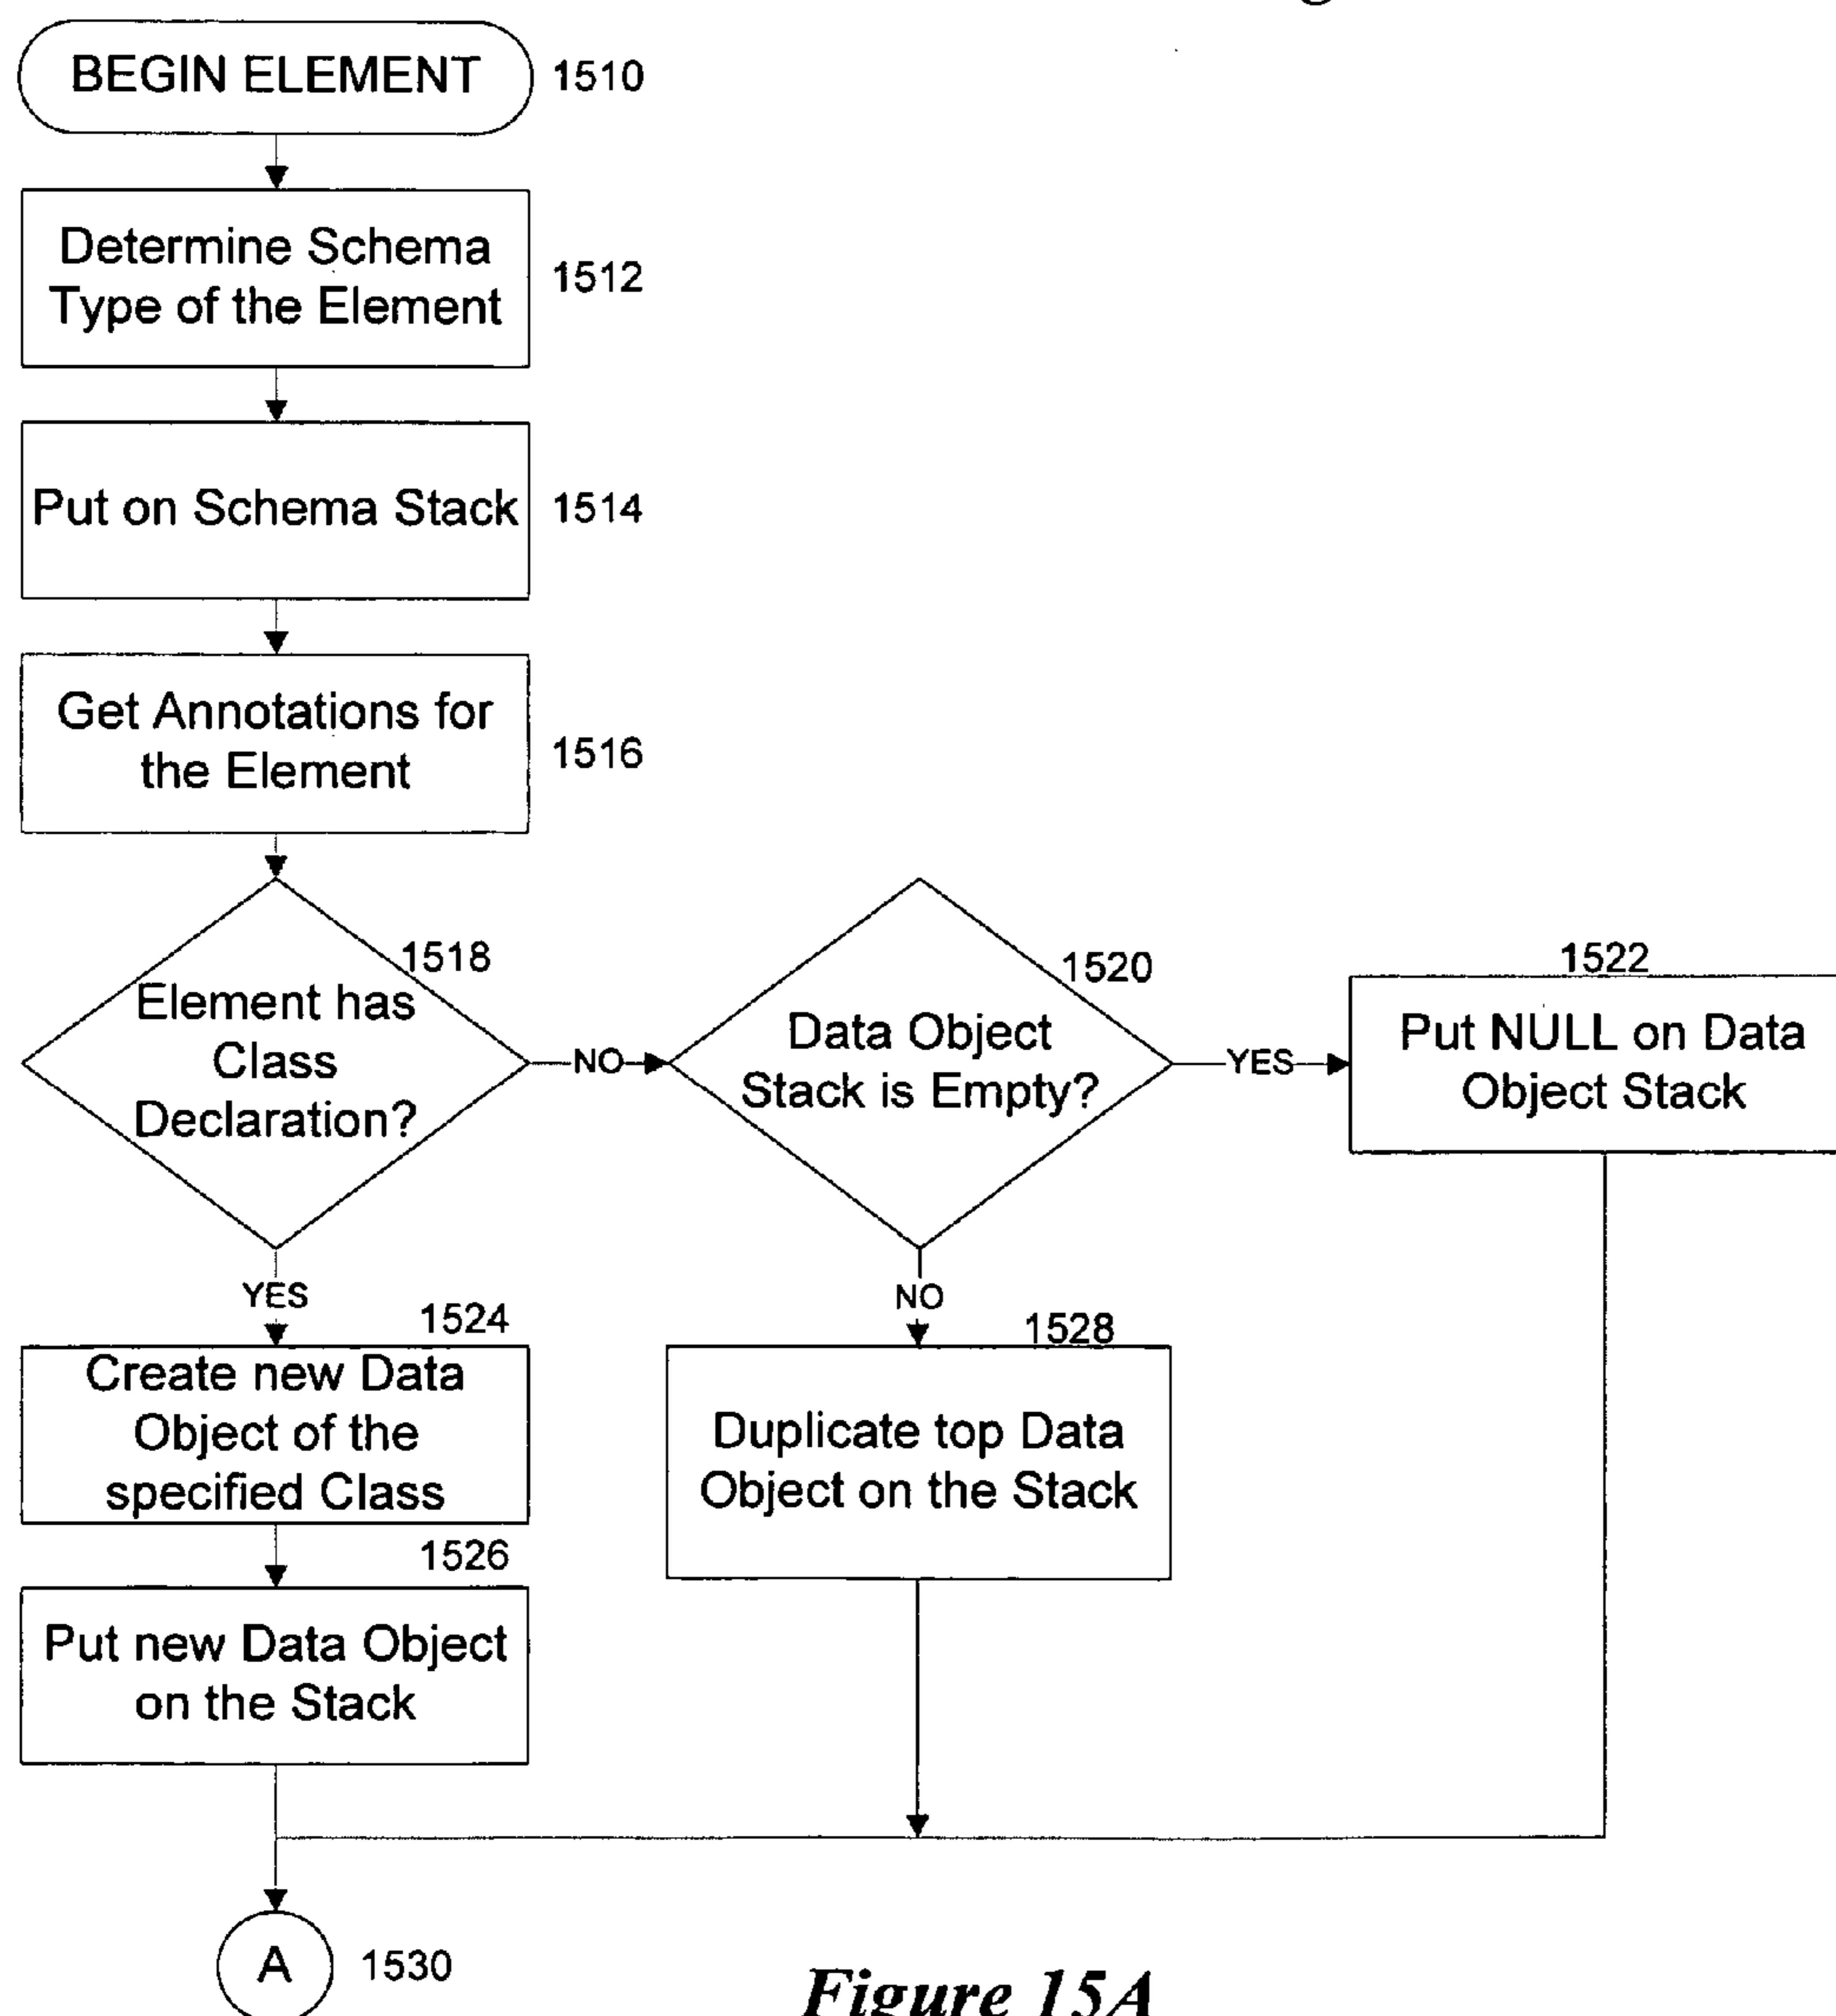 BEGIN ELEMENT
1510
Determine Schema
Type of the Element
1512
Put on Schema Stack
1514
Get Annotations for
the Element
1516
1518
Element has
Class
Declaration?
NO
1520
Data Object
Stack is Empty?
YES
1522
Put NULL on Data
Object Stack
YES
1524
Create new Data
Object of the
specified Class
NO
1528
Duplicate top Data
Object on the Stack
1526
Put new Data Object
on the Stack
A
1530
Figure 15A